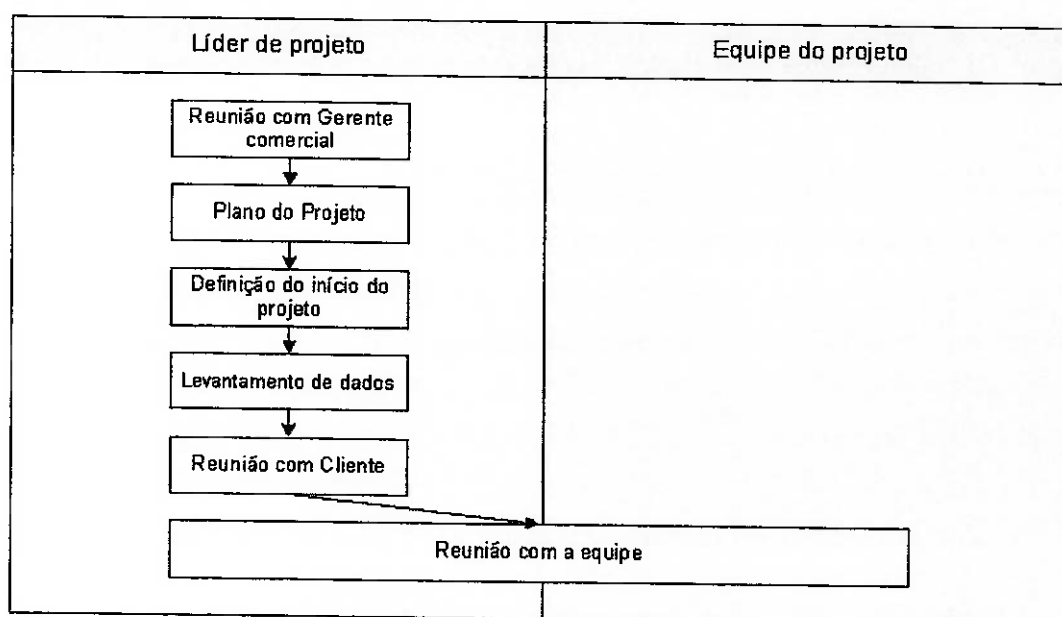 Líder de projeto
Equipe do projeto
Reunião com Gerente
comercial
Plano do Projeto
Definição do início do
projeto
Levantamento de dados
Reunião com Cliente
Reunião com a equipe